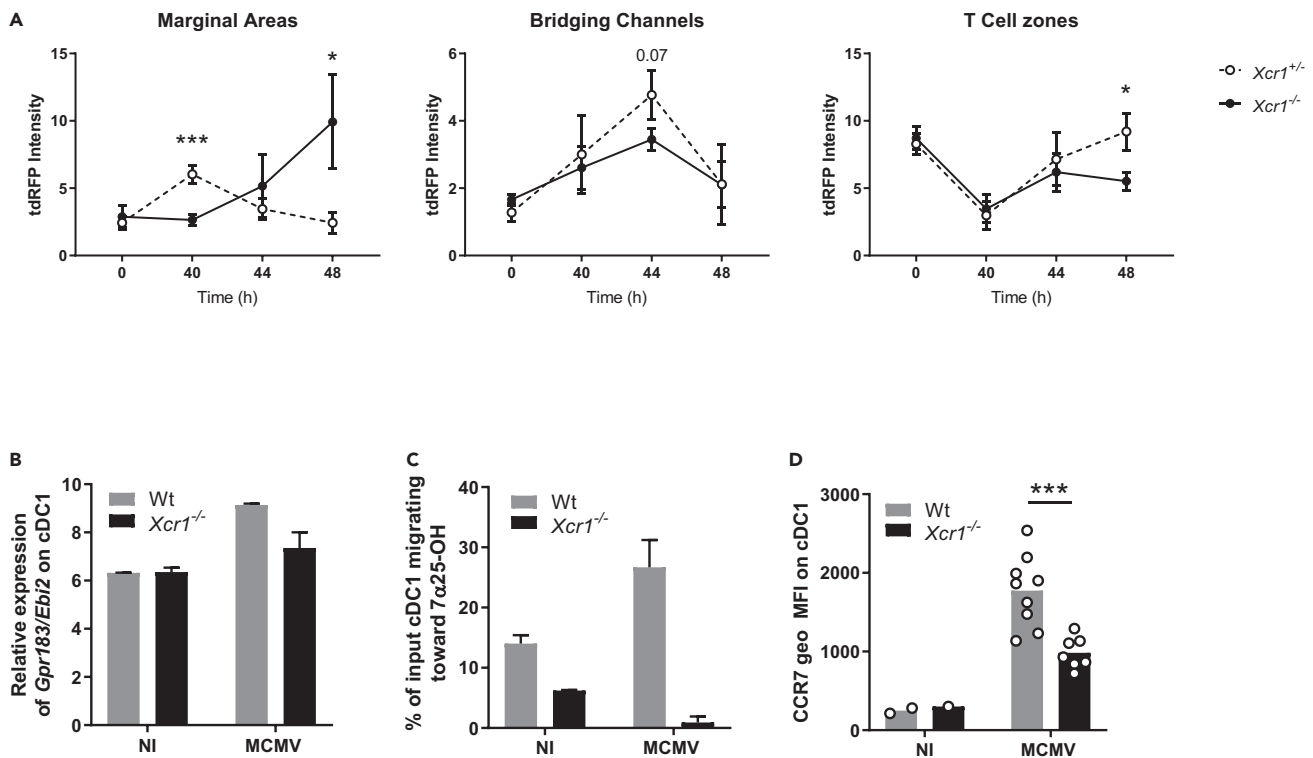 A
Marginal Areas
tdRFP Intensity
15
10
5
0
***
*
0 40 44 48
Time (h)
Bridging Channels
tdRFP Intensity
6
4
2
0
0.07
0 40 44 48
Time (h)
T Cell zones
tdRFP Intensity
15
10
5
0
*
0 40 44 48
Time (h)
Xcr1+/-
Xcr1-/-
B
Relative expression
of Gpr183/Ebi2 on cDC1
10
8
6
4
2
0
Wt
Xcr1-/-
NI MCMV
C
% of input cDC1 migrating
toward 7α25-OH
40
30
20
10
0
Wt
Xcr1-/-
NI MCMV
D
CCR7 geo MFI on cDC1
3000
2000
1000
0
Wt
Xcr1-/-
***
NI MCMV